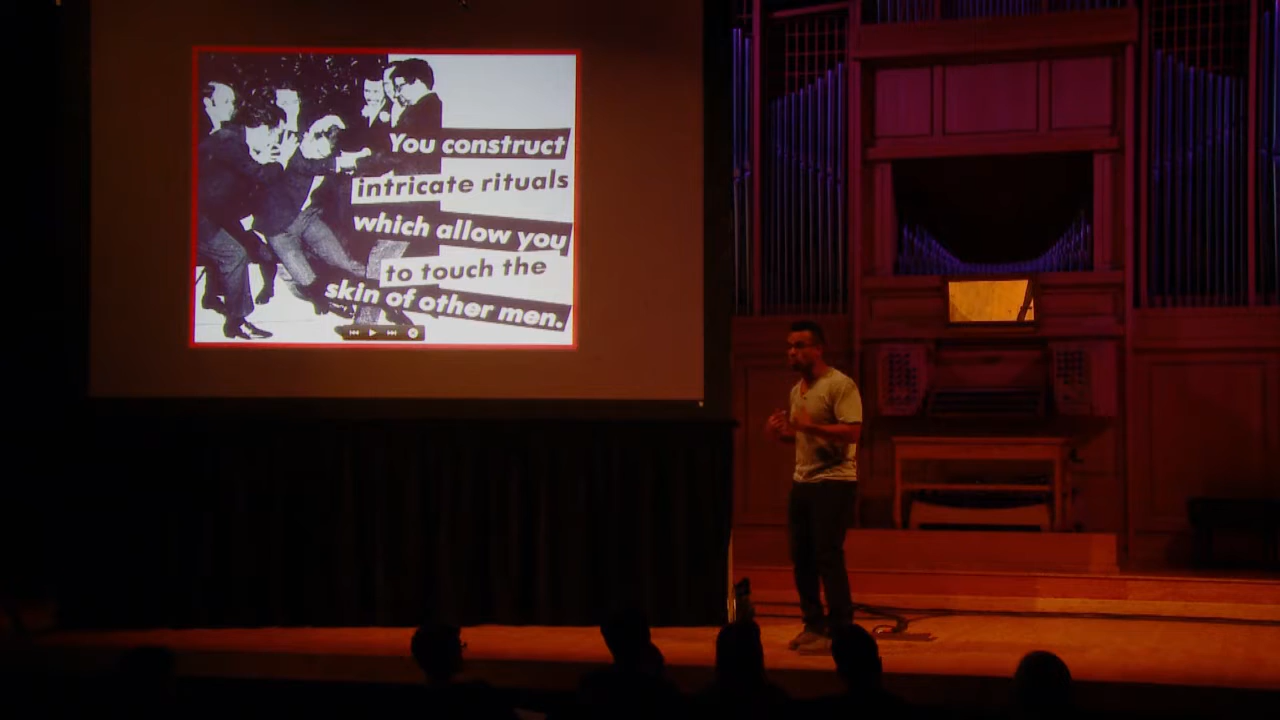 You construct
intricate rituals
which allow you
to touch the
skin of other men.